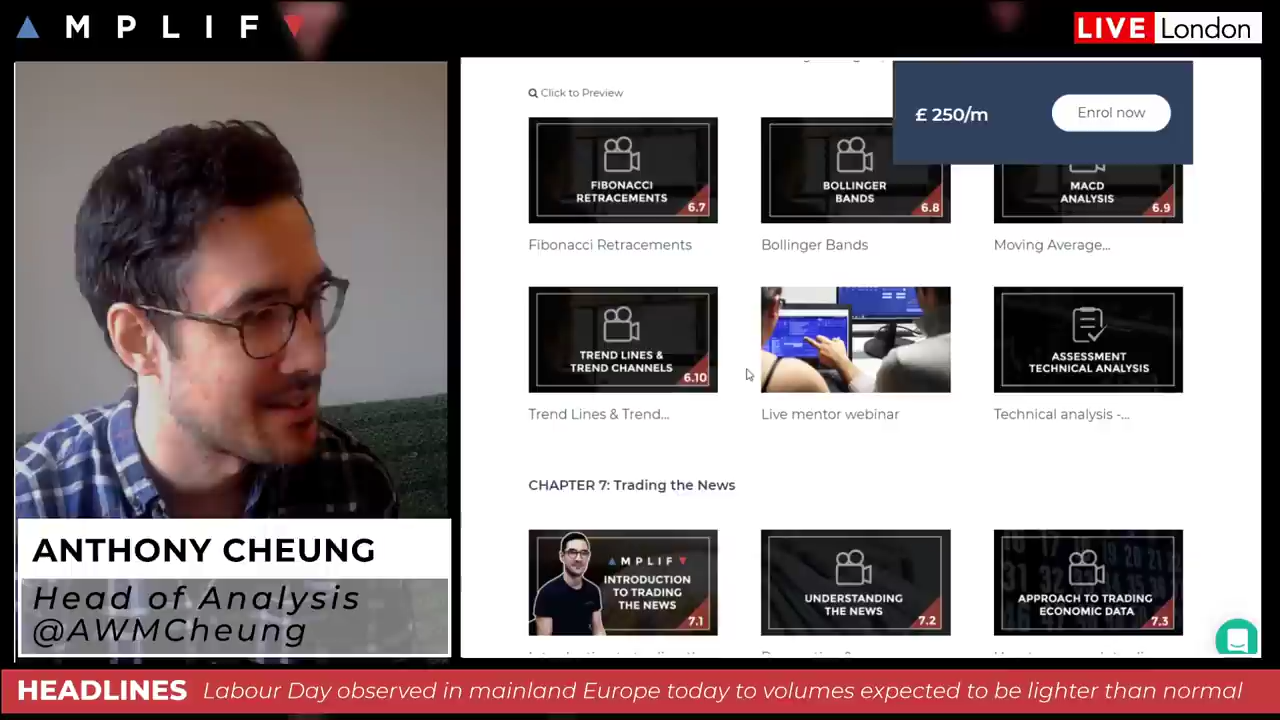 ▲ M P L I F ▼
LIVE London
Click to Preview
£ 250/m
Enrol now
FIBONACCI
RETRACEMENTS
6.7
BOLLINGER
BANDS
6.8
MACD
ANALYSIS
6.9
Fibonacci Retracements
Bollinger Bands
Moving Average...
TREND LINES &
TREND CHANNELS
6.10
ASSESSMENT
TECHNICAL ANALYSIS
Trend Lines & Trend...
Live mentor webinar
Technical analysis -...
CHAPTER 7: Trading the News
▲ M P L I F ▼
INTRODUCTION
TO TRADING
THE NEWS
7.1
UNDERSTANDING
THE NEWS
7.2
APPROACH TO TRADING
ECONOMIC DATA
7.3
ANTHONY CHEUNG
Head of Analysis
@AWMCheung
HEADLINES Labour Day observed in mainland Europe today to volumes expected to be lighter than normal